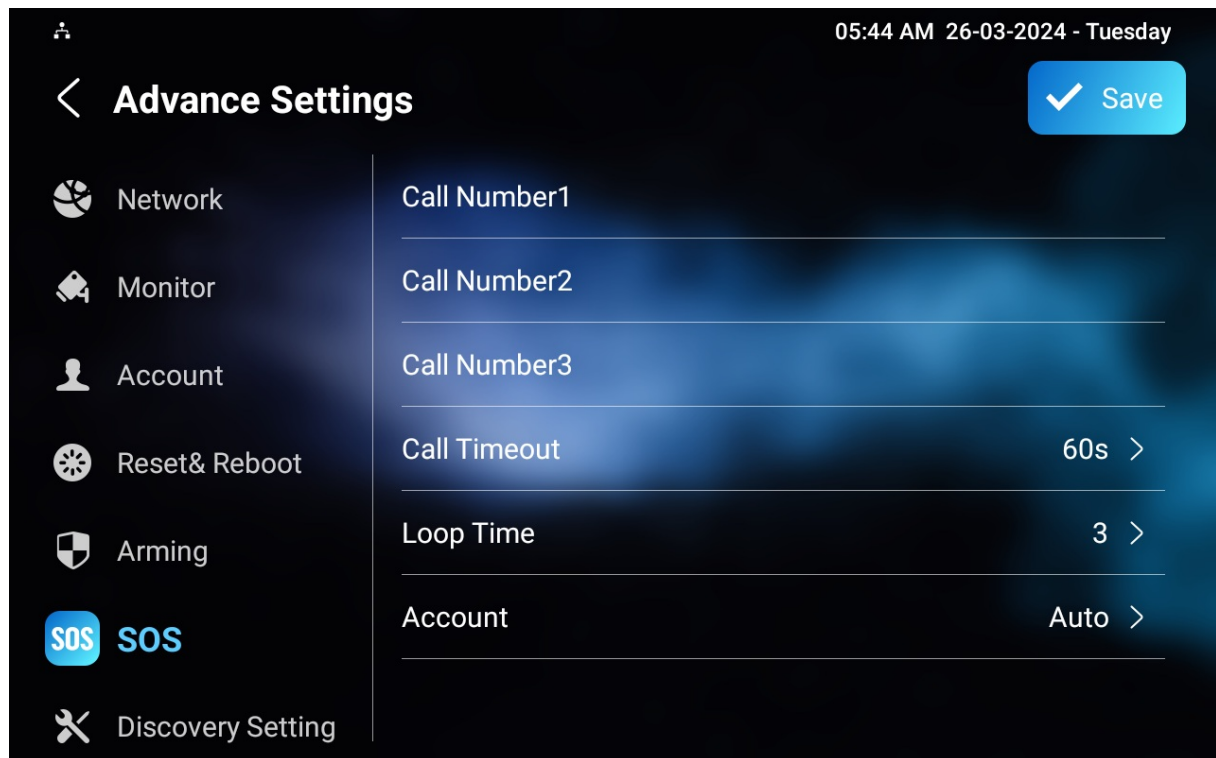 05:44 AM 26-03-2024 - Tuesday
Advance Settings
Save
Network
Monitor
Account
Reset& Reboot
Arming
SOS SOS
Discovery Setting
Call Number1
Call Number2
Call Number3
Call Timeout 60s
Loop Time 3
Account Auto